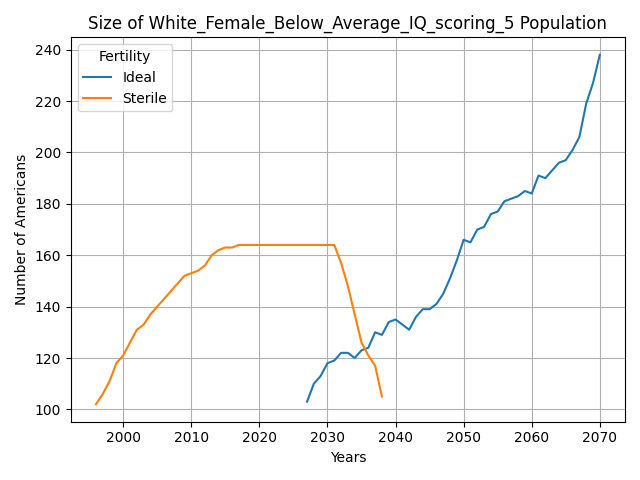 Size of White_Female_Below_Average_IQ_scoring_5 Population
Fertility
Ideal
Sterile
Number of Americans
240
220
200
180
160
140
120
100
2000
2010
2020
2030
2040
2050
2060
2070
Years